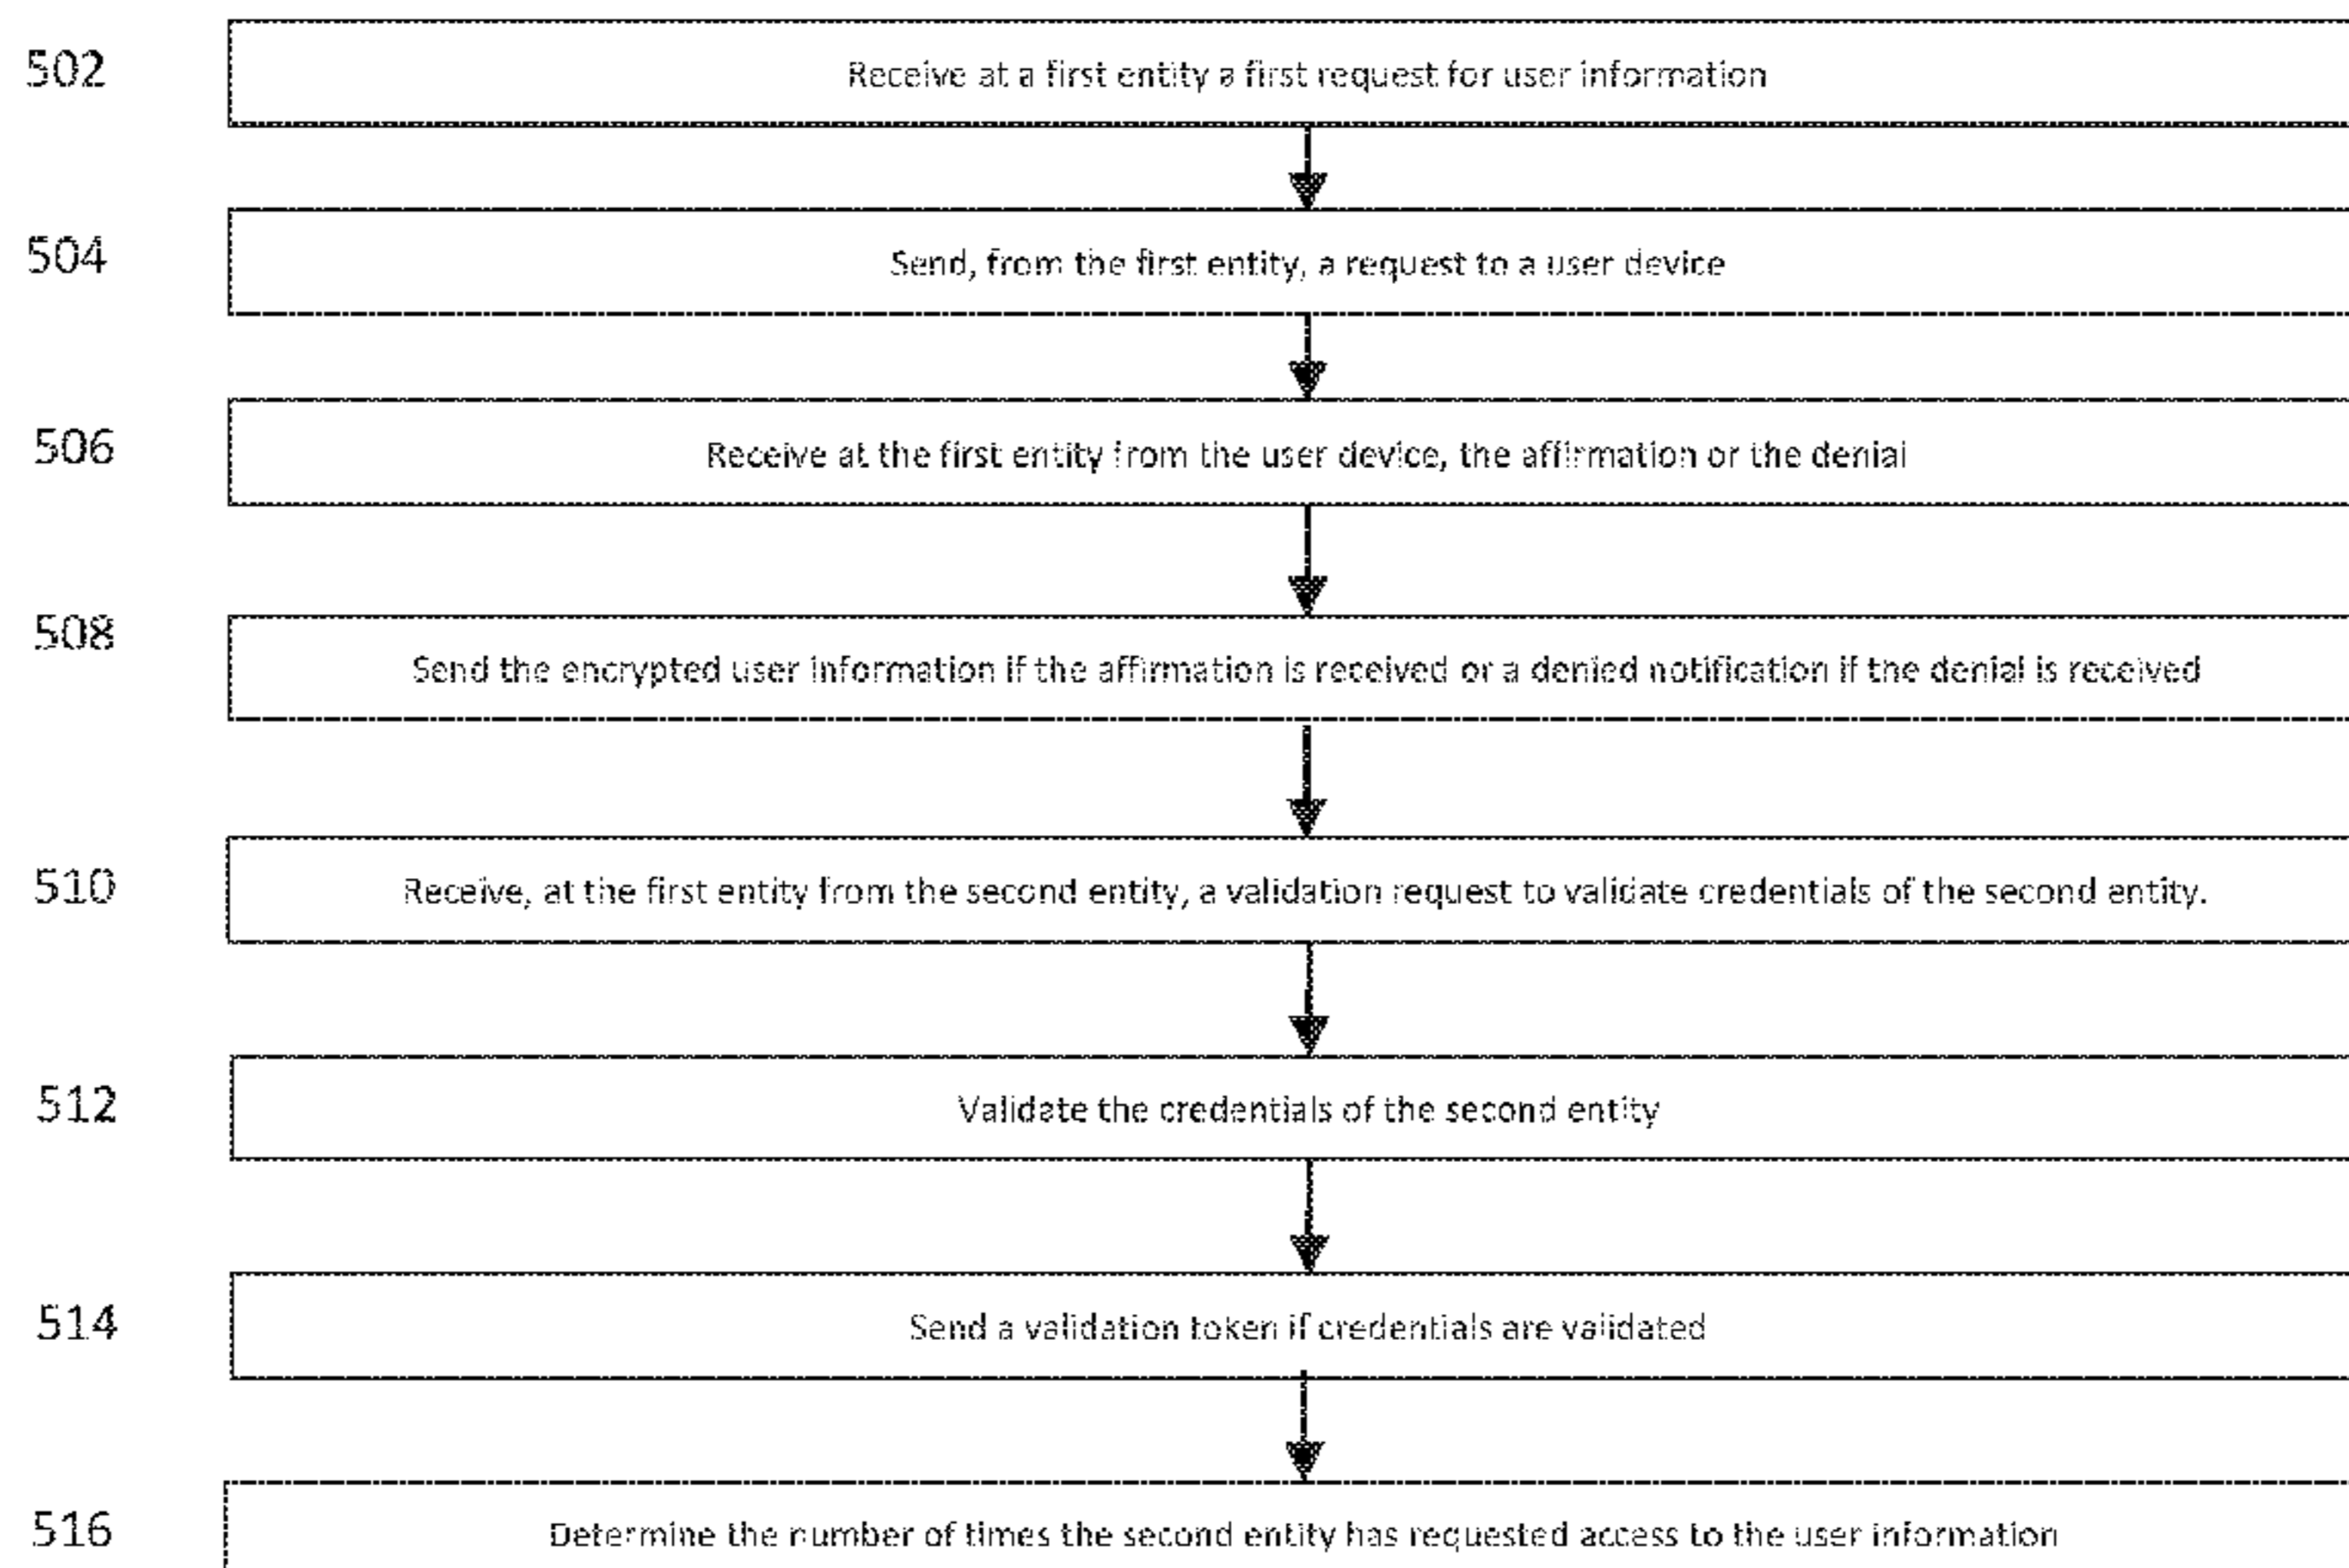 502
Receive at a first entity a first request for user information
504
Send, from the first entity, a request to a user device
506
Receive at the first entity from the user device, the affirmation or the denial
508
Send the encrypted user information if the affirmation is received or a denied notification if the denial is received
510
Receive, at the first entity from the second entity, a validation request to validate credentials of the second entity.
512
Validate the credentials of the second entity
514
Send a validation token if credentials are validated
516
Determine the number of times the second entity has requested access to the user information